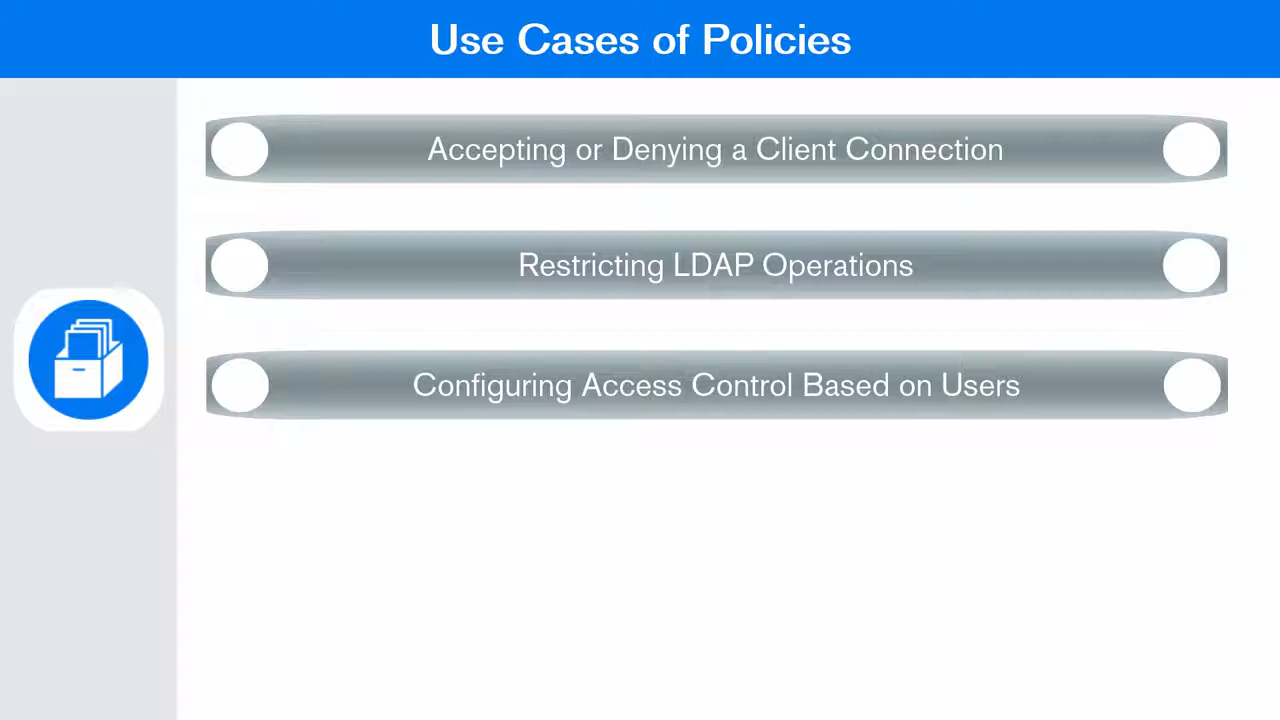 Use Cases of Policies
Accepting or Denying a Client Connection
Restricting LDAP Operations
Configuring Access Control Based on Users